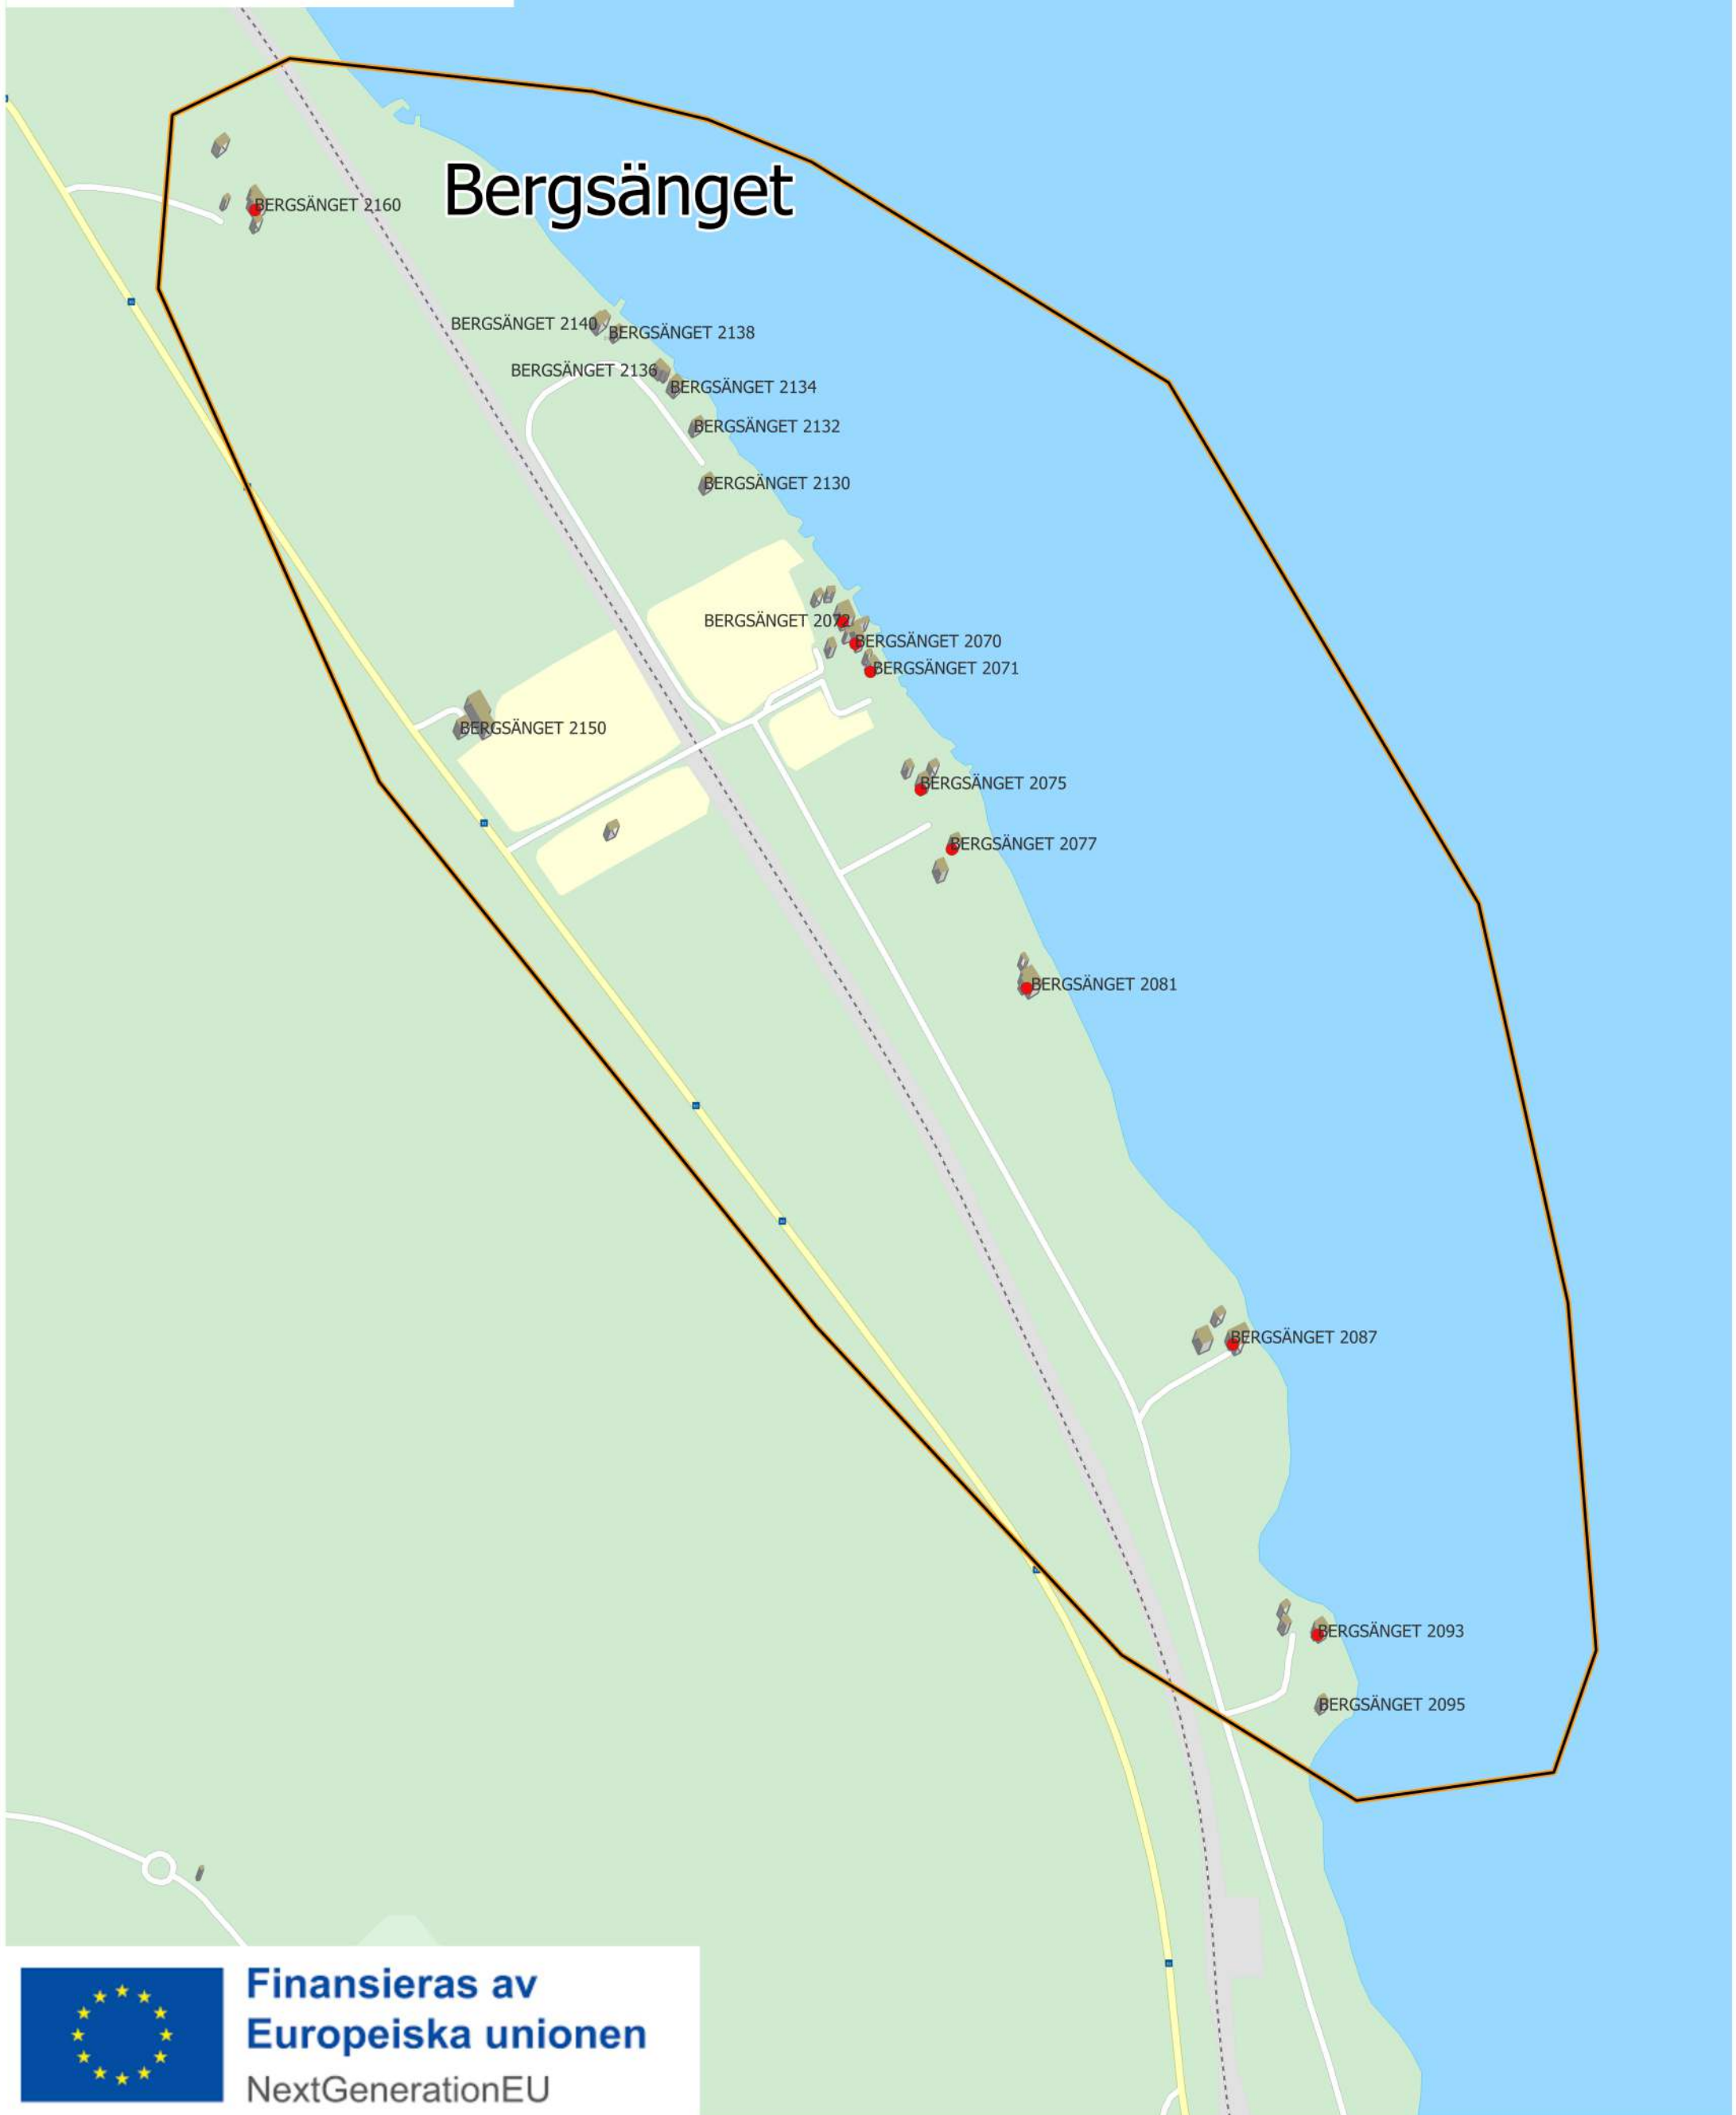 Bergsänget
BERGSÄNGET 2160
BERGSÄNGET 2140
BERGSÄNGET 2138
BERGSÄNGET 2136
BERGSÄNGET 2134
BERGSÄNGET 2132
BERGSÄNGET 2130
BERGSÄNGET 2072
BERGSÄNGET 2070
BERGSÄNGET 2071
BERGSÄNGET 2150
BERGSÄNGET 2075
BERGSÄNGET 2077
BERGSÄNGET 2081
BERGSÄNGET 2087
BERGSÄNGET 2093
BERGSÄNGET 2095
Finansieras av
Europeiska unionen
NextGenerationEU